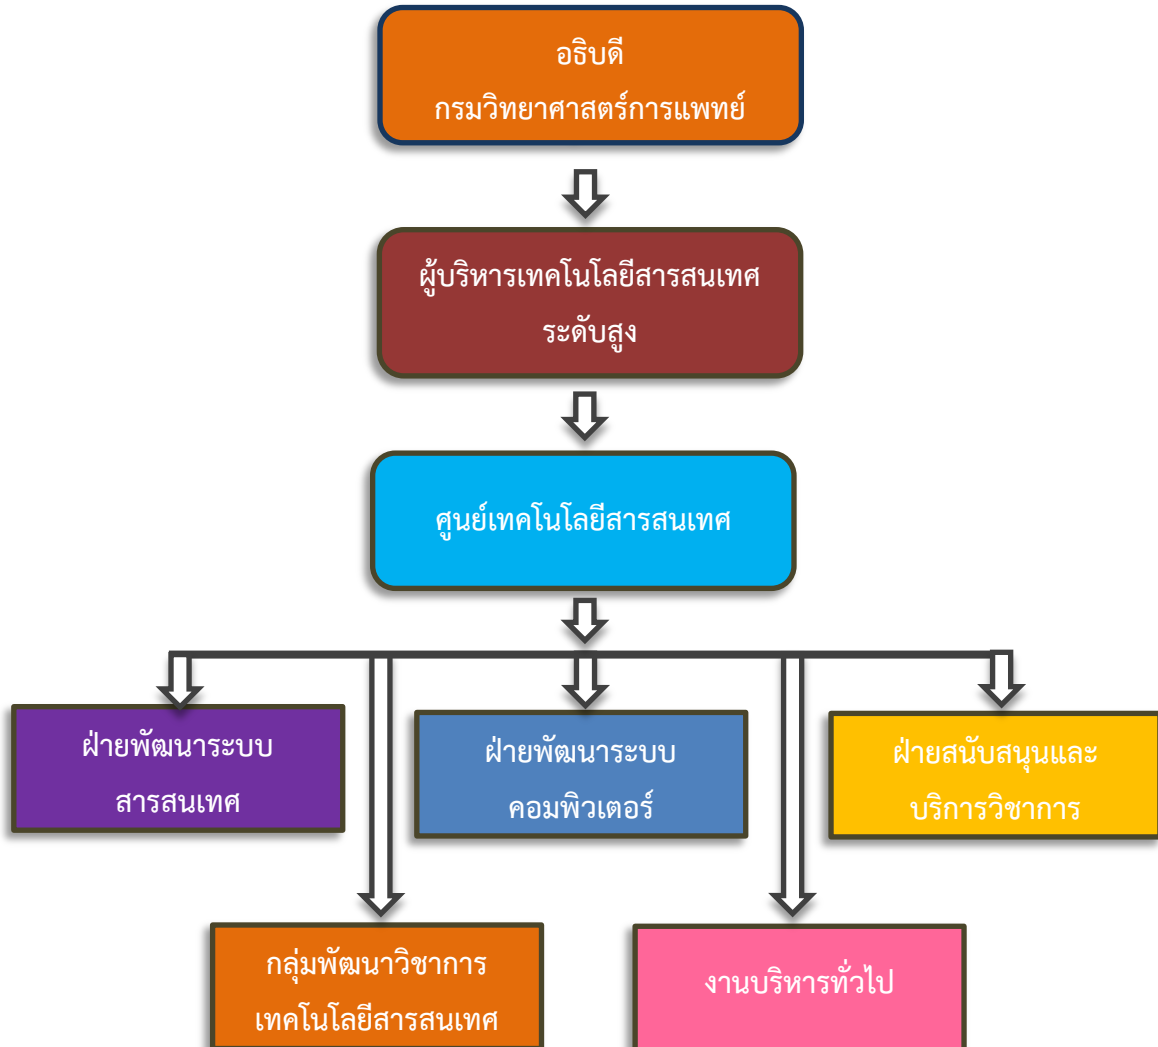 อธิบดี
กรมวิทยาศาสตร์การแพทย์
ผู้บริหารเทคโนโลยีสารสนเทศ
ระดับสูง
ศูนย์เทคโนโลยีสารสนเทศ
ฝ่ายพัฒนาระบบ
สารสนเทศ
ฝ่ายพัฒนาระบบ
คอมพิวเตอร์
ฝ่ายสนับสนุนและ
บริการวิชาการ
กลุ่มพัฒนาวิชาการ
เทคโนโลยีสารสนเทศ
งานบริหารทั่วไป